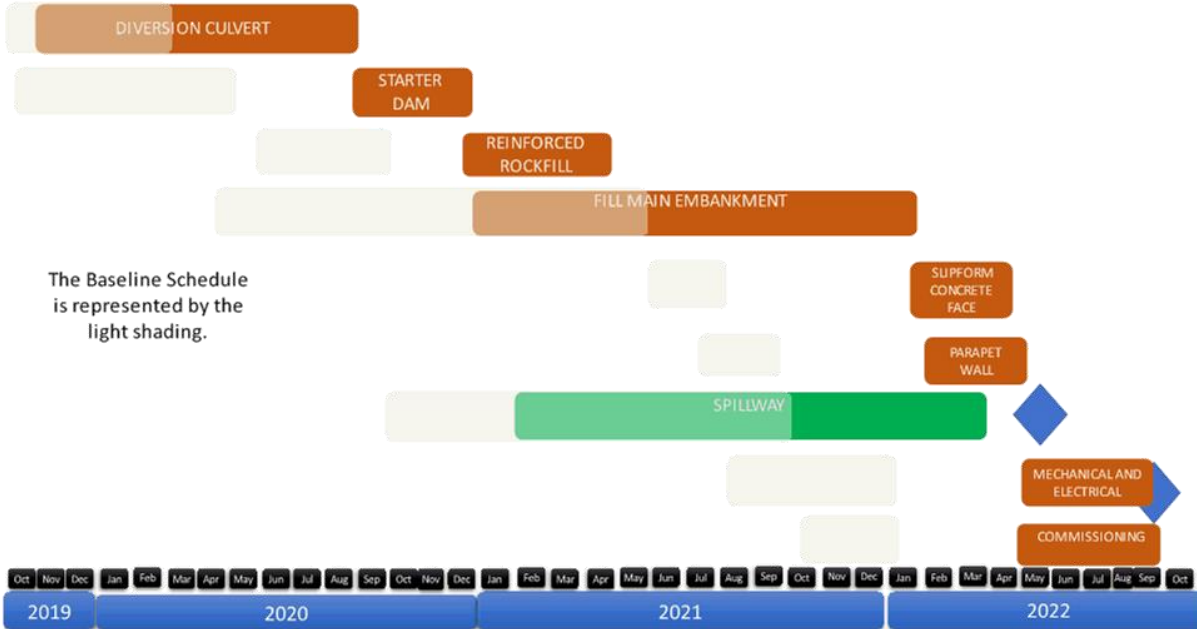 DIVERSION CULVERT
STARTER
DAM
REINFORCED
ROCKFILL
FILL MAIN EMBANKMENT
The Baseline Schedule
is represented by the
light shading.
SLIPFORM
CONCRETE
FACE
PARAPET
WALL
SPILLWAY
MECHANICAL AND
ELECTRICAL
COMMISSIONING
Oct Nov Dec Jan Feb Mar Apr May Jun Jul Aug Sep Oct Nov Dec Jan Feb Mar Apr May Jun Jul Aug Sep Oct Nov Dec Jan Feb Mar Apr May Jun Jul Aug Sep Oct
2019 2020 2021 2022